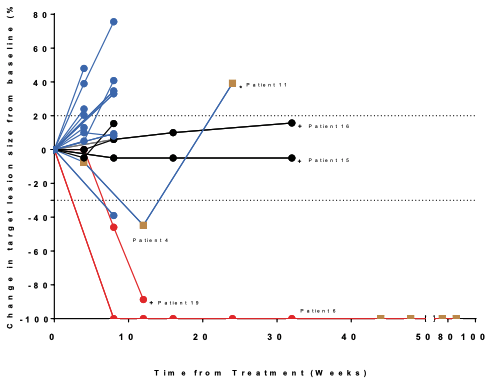 Change in target lesion size from baseline (%
80
60
40
20
0
-20
-40
-60
-80
-100
Patient 11
+ Patient 16
+ Patient 15
Patient 4
+ Patient 19
Patient 6
0 10 20 30 40 50 80 100
Time from Treatment (Weeks)